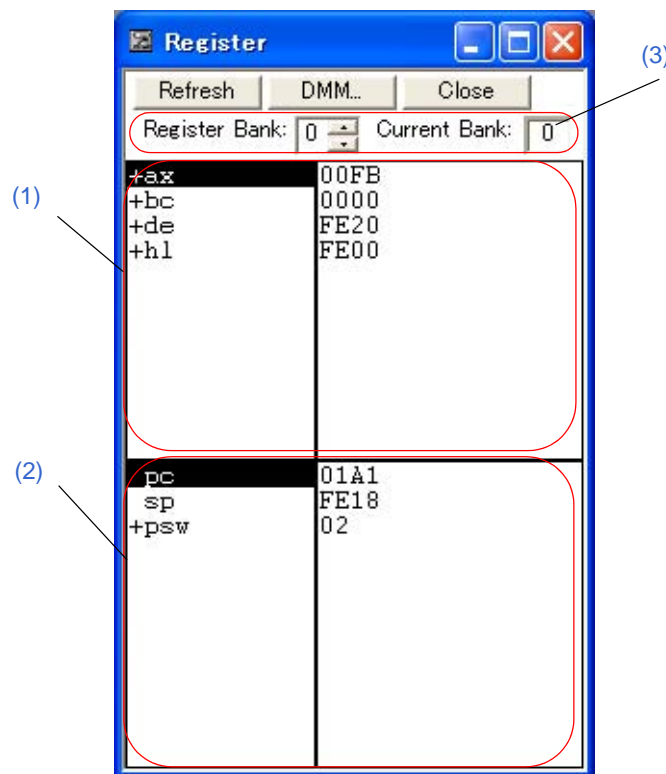 Register
Refresh DMM... Close
(3)
Register Bank: 0 Current Bank: 0
(1)
+ax 00FB
+bc 0000
+de FE20
+hl FE00
(2)
pc 01A1
sp FE18
+psw 02